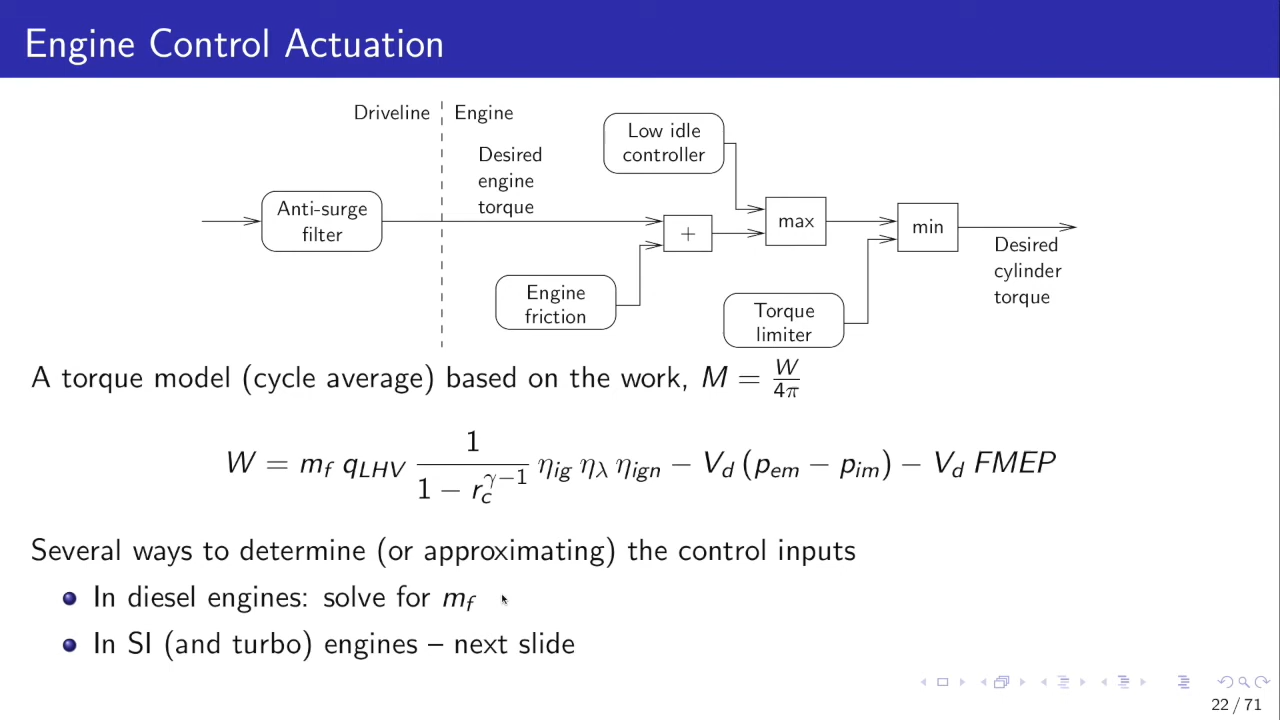 Engine Control Actuation
Driveline
Engine
Low idle
controller
Desired
engine
torque
Anti-surge
filter
+
max
min
Desired
cylinder
torque
Engine
friction
Torque
limiter
A torque model (cycle average) based on the work, M = W/4π
W = m_f q_LHV 1/(1 − r_c^(γ−1)) η_ig η_λ η_ign − V_d (p_em − p_im) − V_d FMEP
Several ways to determine (or approximating) the control inputs
In diesel engines: solve for m_f
In SI (and turbo) engines – next slide
22 / 71